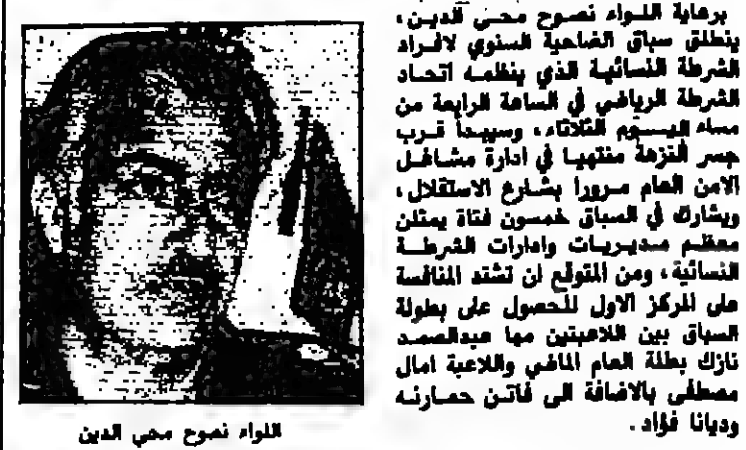 برعاية اللواء نصوح محي الدين،
ينطلق سباق الضاحية السنوي لافراد
الشرطة النسائية الذي ينظمه اتحاد
الشرطة الرياضي في الساعة الرابعة من
مساء اليوم الثلاثاء، وسيبدأ قرب
جسر النزهة منتهيا في ادارة مشاغل
الامن العام مرورا بشارع الاستقلال،
ويشارك في السباق خمسون فتاة يمثلن
معظم مديريات وادارات الشرطة
النسائية، ومن المتوقع ان تشتد المنافسة
على المركز الاول للحصول على بطولة
السباق بين اللاعبتين مها عبدالصمد
نازك بطلة العام الماضي واللاعبة امال
مصطفى بالاضافة الى فاتن حمارنه
وديانا فؤاد.
اللواء نصوح محي الدين